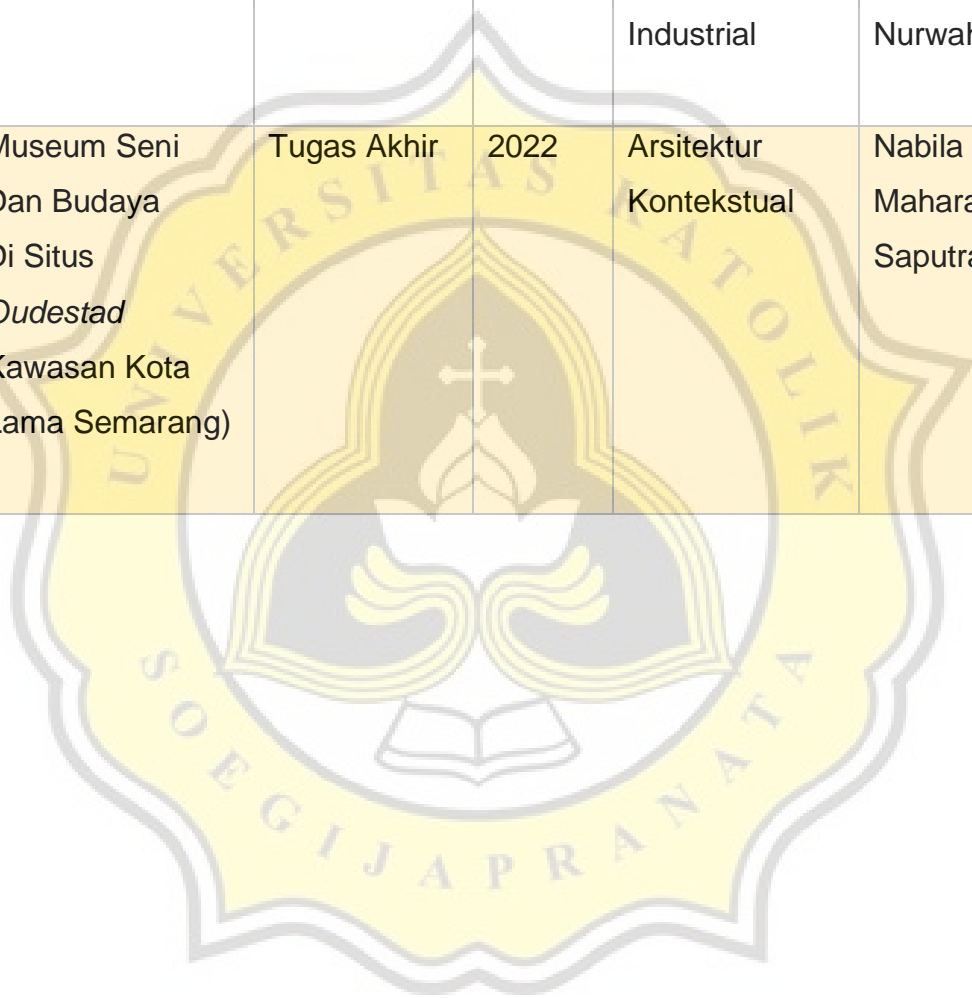 Industrial
Museum Seni Tugas Akhir 2022 Arsitektur Nabila
Dan Budaya Kontekstual
Di Situs
Oudestad
Kawasan Kota
Lama Semarang)
UNIVERSITAS KATOLIK
SOEGIJAPRANATA